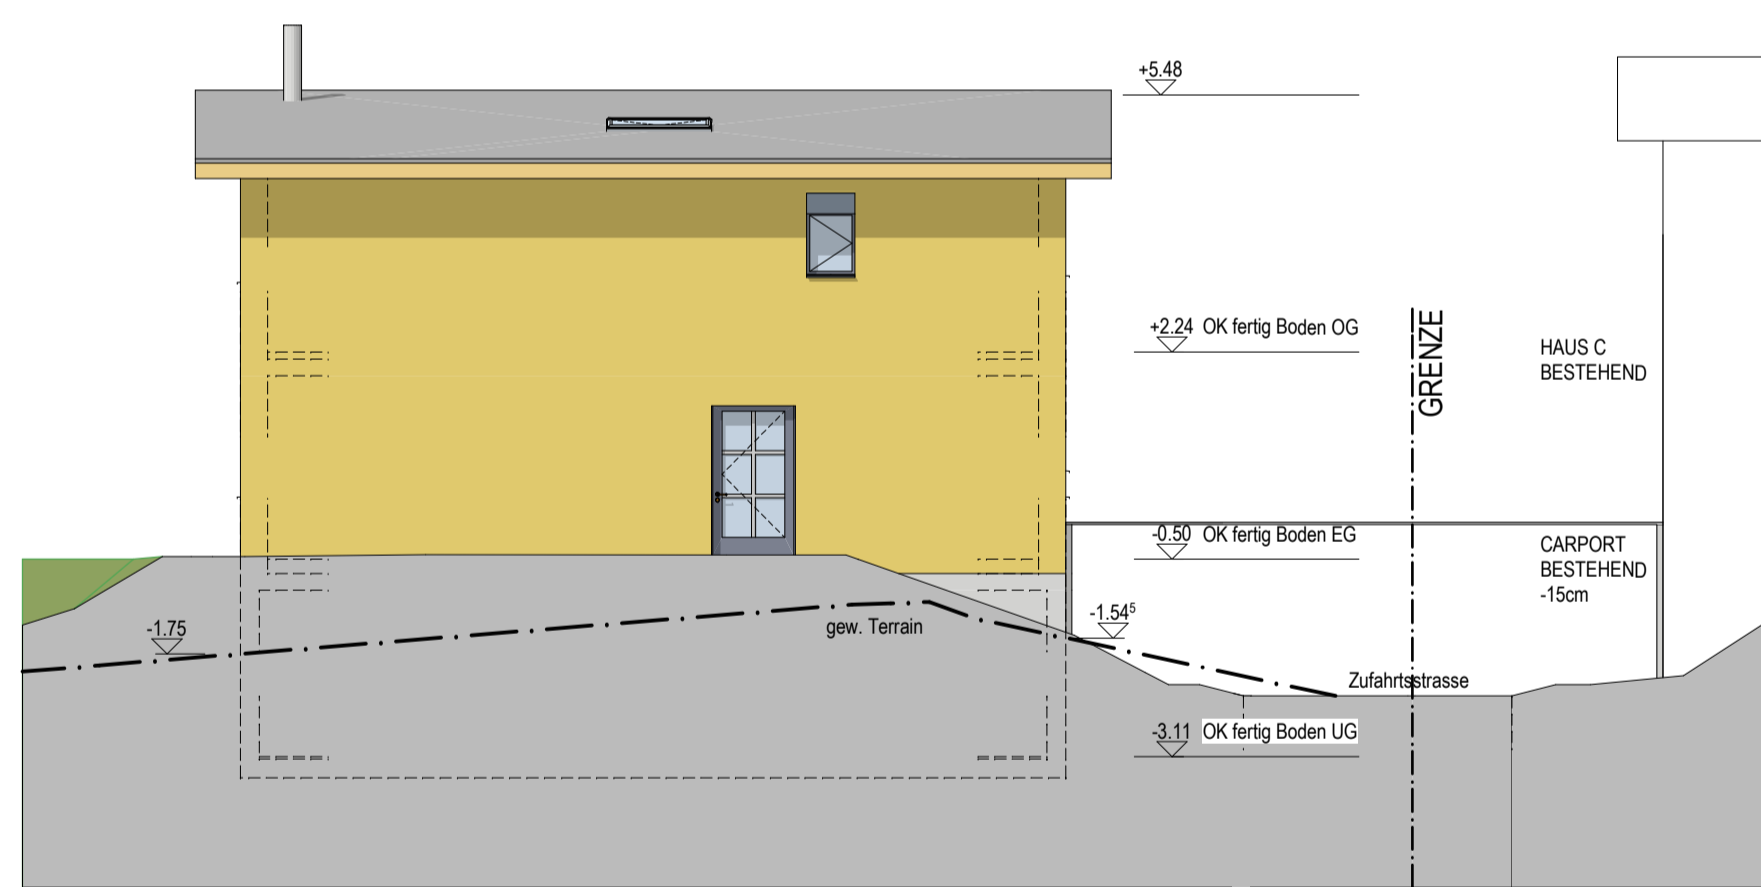 +5.48
+2.24 OK fertig Boden OG
GRENZE
HAUS C
BESTEHEND
-0.50 OK fertig Boden EG
CARPORT
BESTEHEND
-15cm
-1.75
gew. Terrain
-1.54⁵
Zufahrtsstrasse
-3.11 OK fertig Boden UG